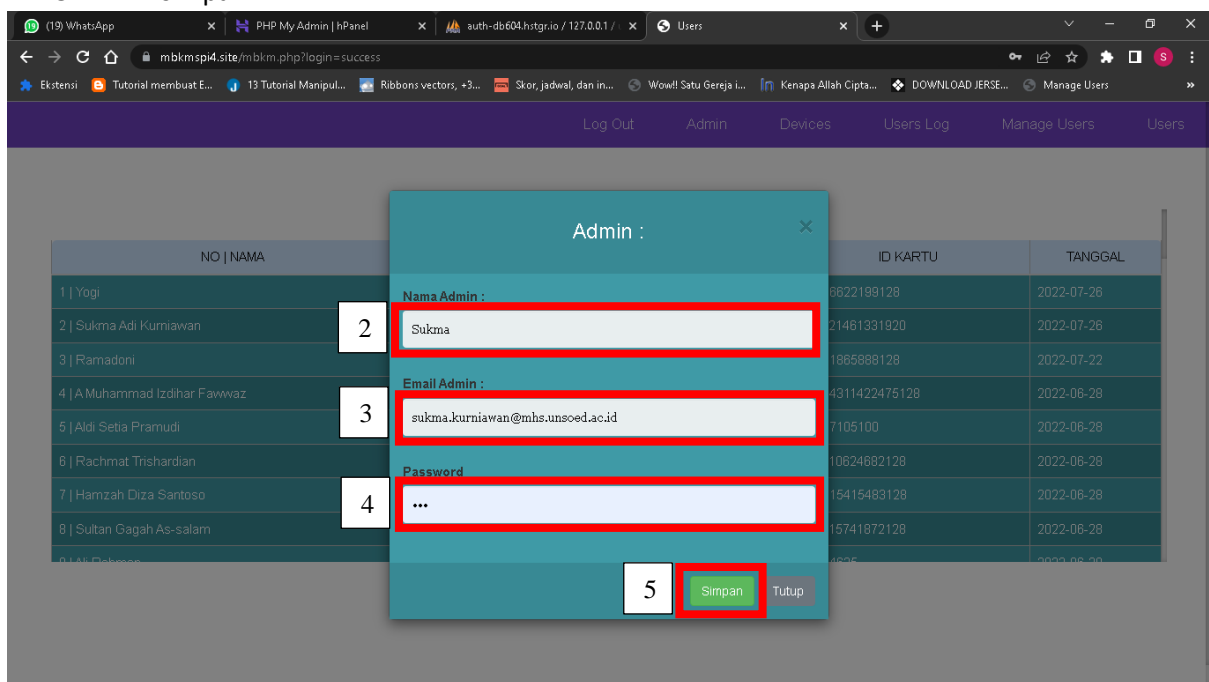 (19) WhatsApp
PHP My Admin | hPanel
auth-db604.hstgr.io / 127.0.0.1 /
Users
mbkmspi4.site/mbkm.php?login=success
S
Ekstensi
Tutorial membuat E...
13 Tutorial Manipul...
Ribbons vectors, +3...
Skor, jadwal, dan in...
Wow!! Satu Gereja i...
Kenapa Allah Cipta...
DOWNLOAD JERSE...
Manage Users
»
Log Out Admin Devices Users Log Manage Users Users
Admin : ×
NO | NAMA ID KARTU TANGGAL
1 | Yogi 6622199128 2022-07-26
Nama Admin :
2 | Sukma Adi Kurniawan 21461331920 2022-07-26
2 Sukma
3 | Ramadoni 1865888128 2022-07-22
Email Admin :
4 | A Muhammad Izdihar Fawwaz 4311422475128 2022-06-28
3 sukma.kurniawan@mhs.unsoed.ac.id
5 | Aldi Setia Pramudi 7105100 2022-06-28
6 | Rachmat Trishardian 10624682128 2022-06-28
Password
7 | Hamzah Diza Santoso 15415483128 2022-06-28
4 •••
8 | Sultan Gagah As-salam 15741872128 2022-06-28
5 Simpan Tutup